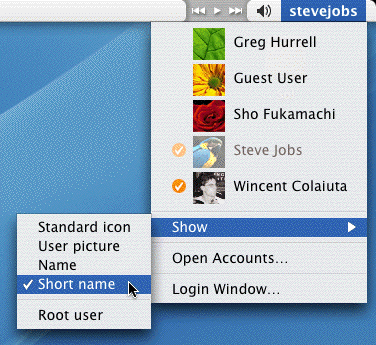 stevejobs
Greg Hurrell
Guest User
Sho Fukamachi
Steve Jobs
Wincent Colaiuta
Show
Open Accounts...
Login Window...
Standard icon
User picture
Name
Short name
Root user